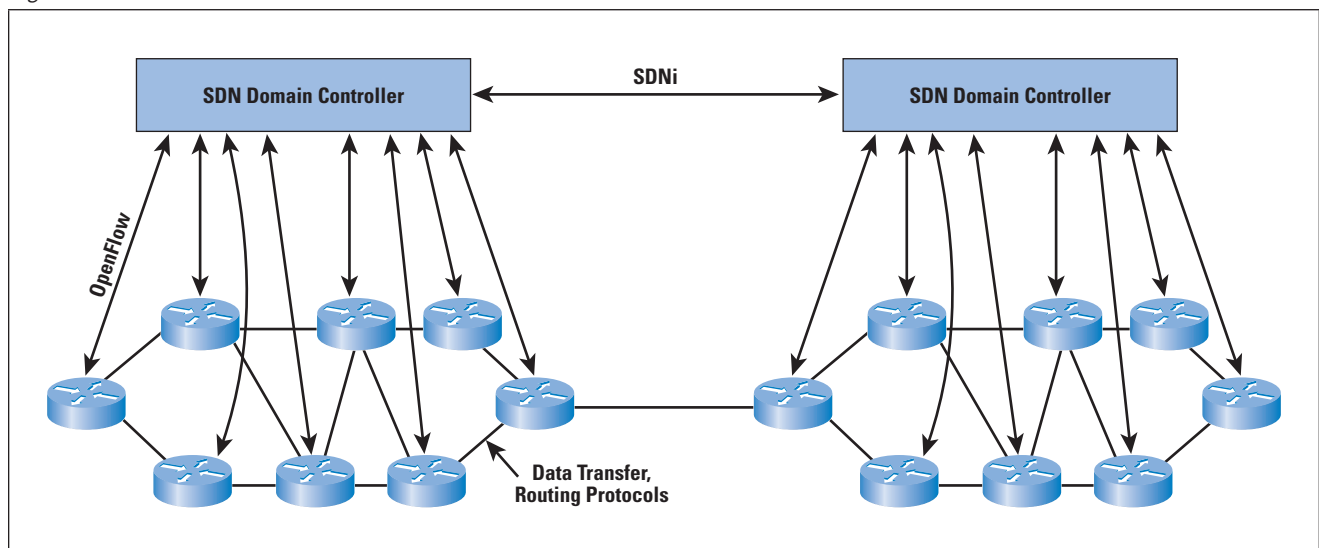 SDNi
SDN Domain Controller
SDN Domain Controller
OpenFlow
Data Transfer,
Routing Protocols